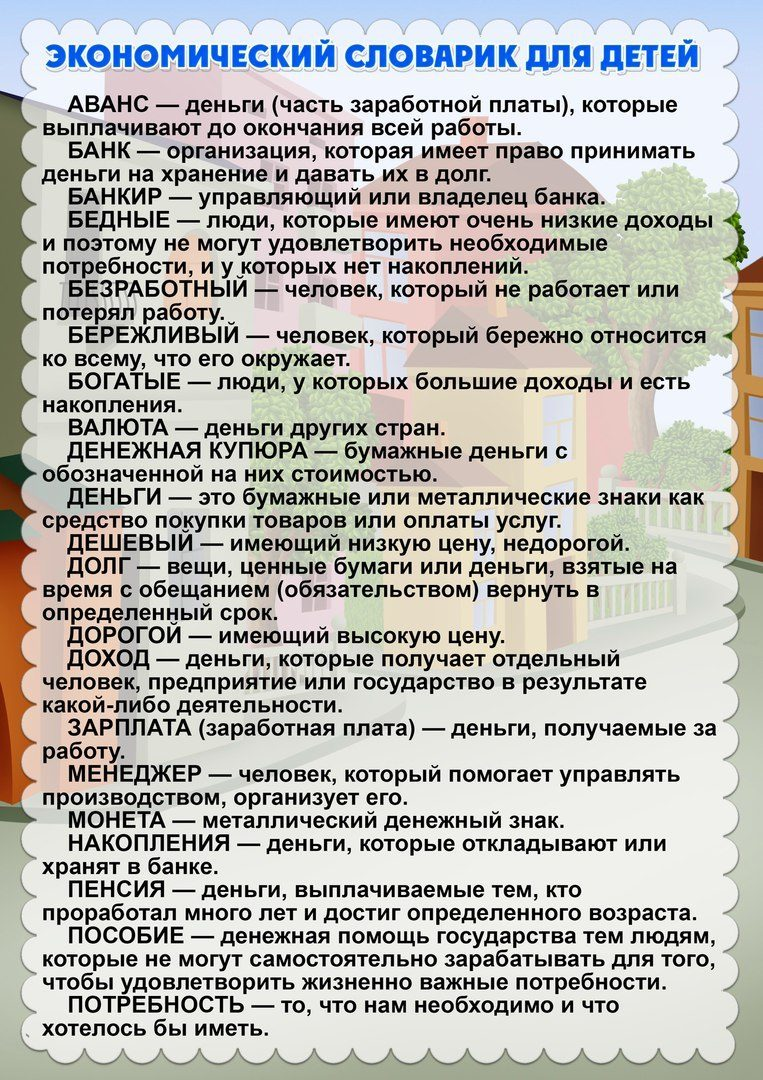 ЭКОНОМИЧЕСКИЙ СЛОВАРИК ДЛЯ ДЕТЕЙ
АВАНС — деньги (часть заработной платы), которые
выплачивают до окончания всей работы.
БАНК — организация, которая имеет право принимать
деньги на хранение и давать их в долг.
БАНКИР — управляющий или владелец банка.
БЕДНЫЕ — люди, которые имеют очень низкие доходы
и поэтому не могут удовлетворить необходимые
потребности, и у которых нет накоплений.
БЕЗРАБОТНЫЙ — человек, который не работает или
потерял работу.
БЕРЕЖЛИВЫЙ — человек, который бережно относится
ко всему, что его окружает.
БОГАТЫЕ — люди, у которых большие доходы и есть
накопления.
ВАЛЮТА — деньги других стран.
ДЕНЕЖНАЯ КУПЮРА — бумажные деньги с
обозначенной на них стоимостью.
ДЕНЬГИ — это бумажные или металлические знаки как
средство покупки товаров или оплаты услуг.
ДЕШЕВЫЙ — имеющий низкую цену, недорогой.
ДОЛГ — вещи, ценные бумаги или деньги, взятые на
время с обещанием (обязательством) вернуть в
определенный срок.
ДОРОГОЙ — имеющий высокую цену.
ДОХОД — деньги, которые получает отдельный
человек, предприятие или государство в результате
какой-либо деятельности.
ЗАРПЛАТА (заработная плата) — деньги, получаемые за
работу.
МЕНЕДЖЕР — человек, который помогает управлять
производством, организует его.
МОНЕТА — металлический денежный знак.
НАКОПЛЕНИЯ — деньги, которые откладывают или
хранят в банке.
ПЕНСИЯ — деньги, выплачиваемые тем, кто
проработал много лет и достиг определенного возраста.
ПОСОБИЕ — денежная помощь государства тем людям,
которые не могут самостоятельно зарабатывать для того,
чтобы удовлетворить жизненно важные потребности.
ПОТРЕБНОСТЬ — то, что нам необходимо и что
хотелось бы иметь.